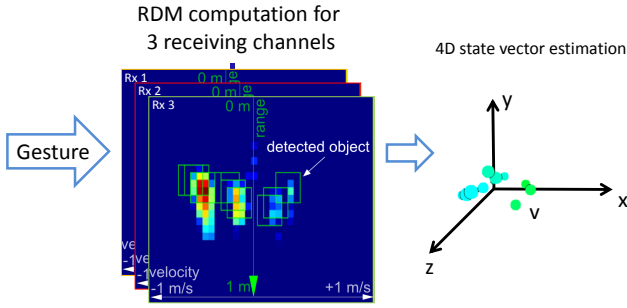 RDM computation for
3 receiving channels
4D state vector estimation
Rx 1
0 m
Rx 2
0 m
Rx 3
0 m
range
detected object
Gesture
velocity
-1 m/s
1 m
+1 m/s
y
x
v
z